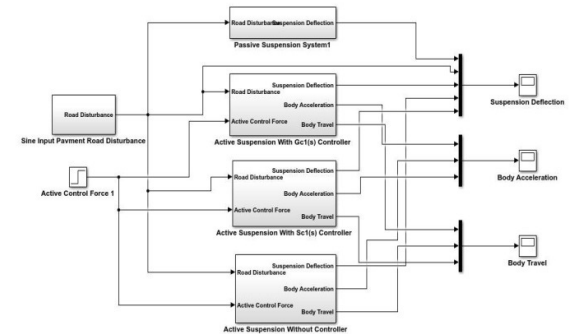 Road Disturbance Suspension Deflection
Passive Suspension System1
Suspension Deflection
Road Disturbance
Body Acceleration
Active Control Force
Body Travel
Active Suspension With Gc1(s) Controller
Road Disturbance
Sine Input Pavment Road Disturbance
Active Control Force 1
Suspension Deflection
Road Disturbance
Body Acceleration
Active Control Force
Body Travel
Active Suspension With Sc1(s) Controller
Suspension Deflection
Road Disturbance
Body Acceleration
Active Control Force
Body Travel
Active Suspension Without Controller
Suspension Deflection
Body Acceleration
Body Travel